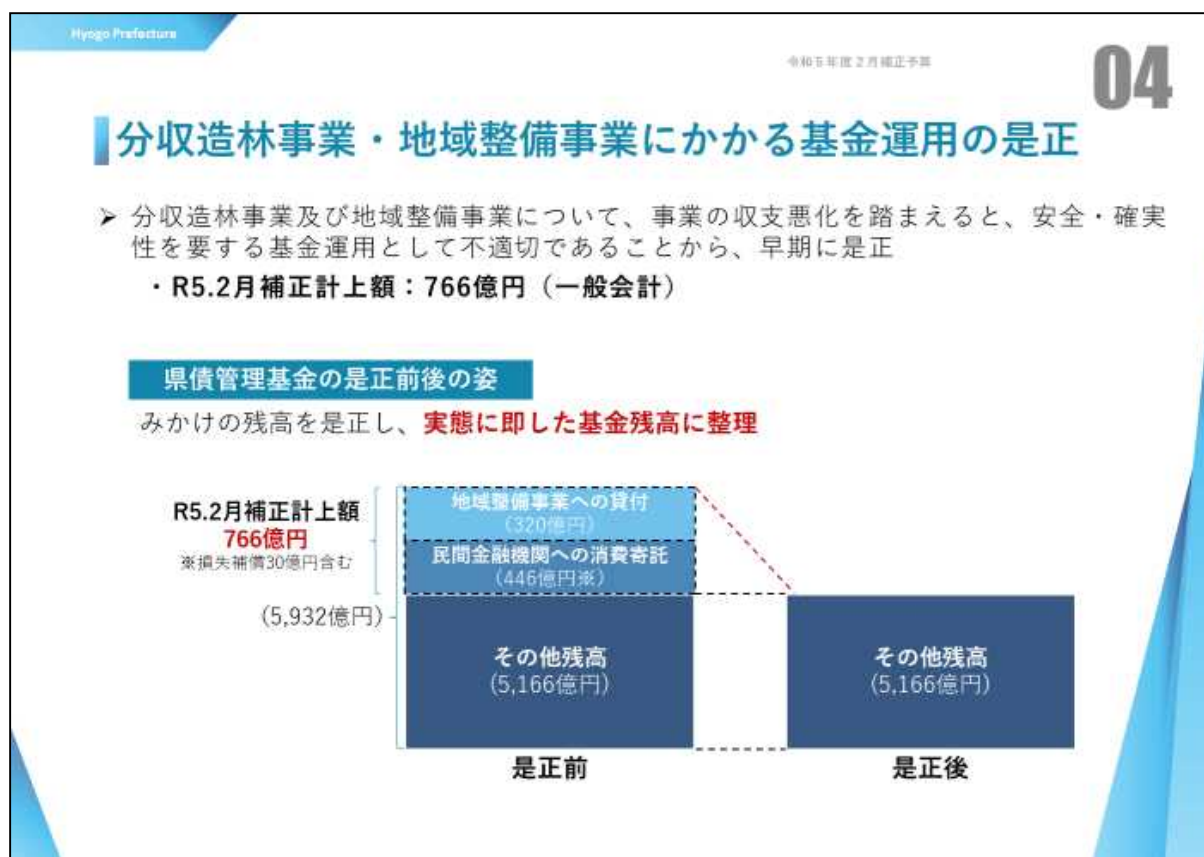 Hyogo Prefecture
令和5年度2月補正予算
04
分収造林事業・地域整備事業にかかる基金運用の是正
➤ 分収造林事業及び地域整備事業について、事業の収支悪化を踏まえると、安全・確実
性を要する基金運用として不適切であることから、早期に是正
・R5.2月補正計上額:766億円(一般会計)
県債管理基金の是正前後の姿
みかけの残高を是正し、実態に即した基金残高に整理
R5.2月補正計上額
766億円
※損失補償30億円含む
(5,932億円)
地域整備事業への貸付
(320億円)
民間金融機関への消費寄託
(446億円※)
その他残高
(5,166億円)
是正前
その他残高
(5,166億円)
是正後